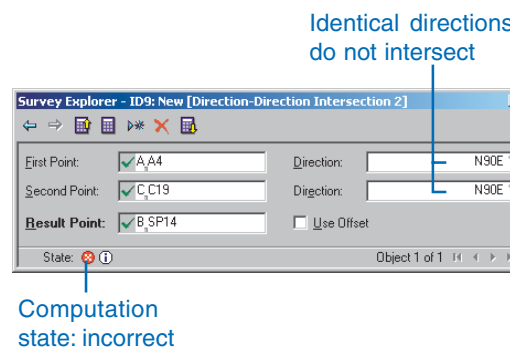 Identical directions
do not intersect
Survey Explorer - ID9: New [Direction-Direction Intersection 2]
First Point: A,A4 Direction: N90E
Second Point: C,C19 Direction: N90E
Result Point: B,SP14 Use Offset
State: Object 1 of 1
Computation
state: incorrect